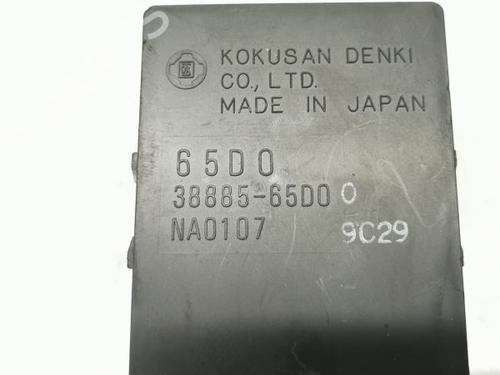 KOKUSAN DENKI
CO., LTD.
MADE IN JAPAN
65D0
38885-65D0 0
NA0107 9C29